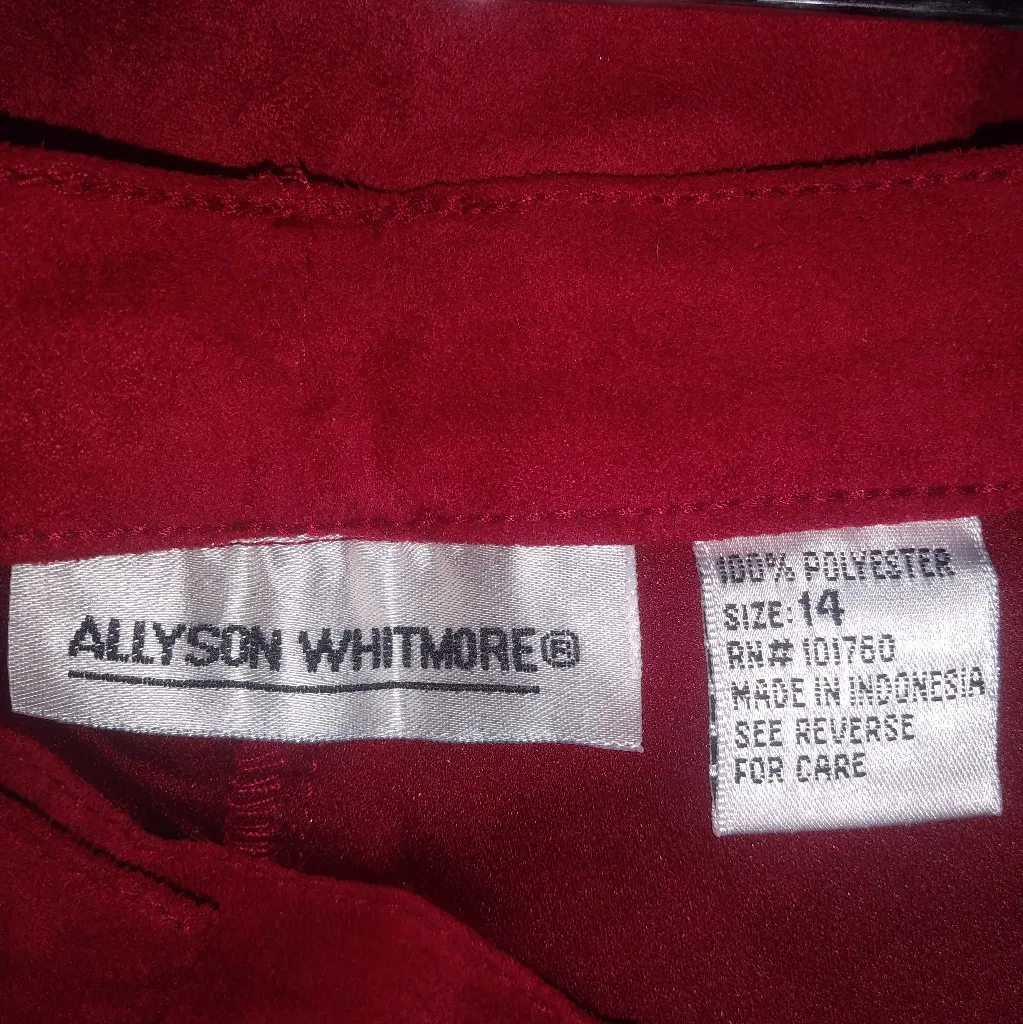 ALLYSON WHITMORE®
100% POLYESTER
SIZE: 14
RN# 101760
MADE IN INDONESIA
SEE REVERSE
FOR CARE